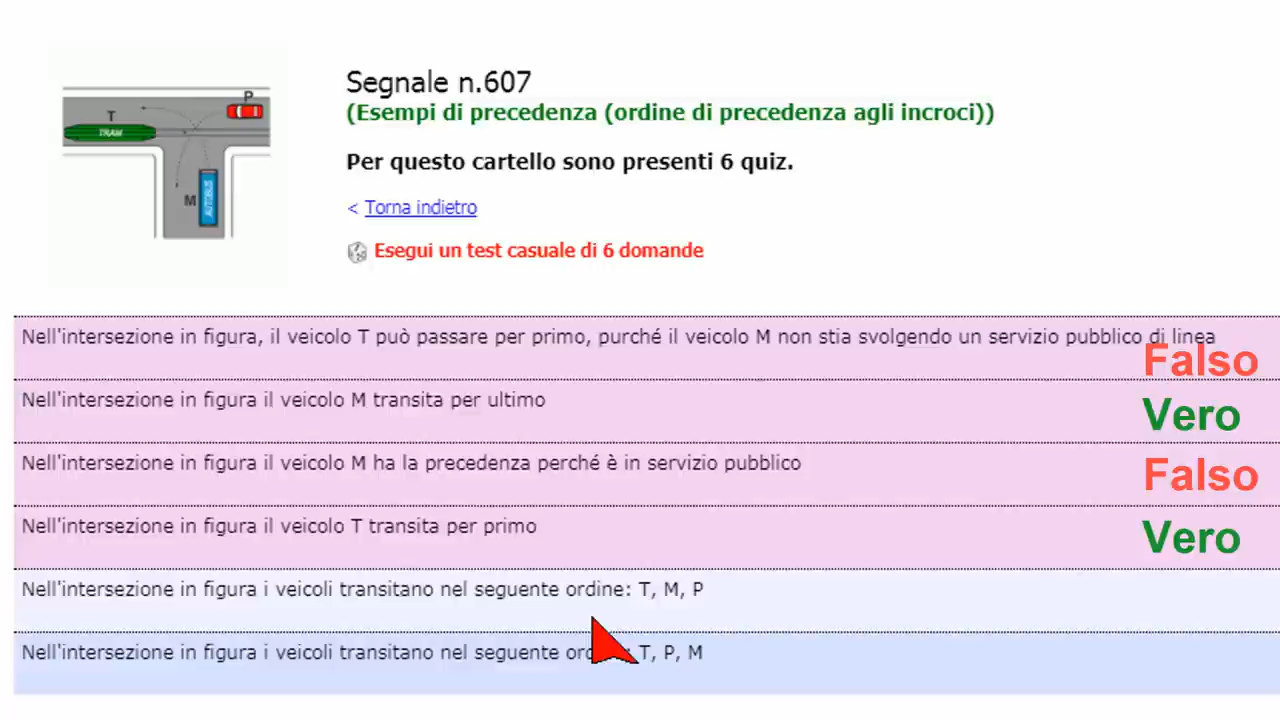 P
T
TRAM
M
AUTOBUS
Segnale n.607
(Esempi di precedenza (ordine di precedenza agli incroci))
Per questo cartello sono presenti 6 quiz.
< Torna indietro
Esegui un test casuale di 6 domande
Nell'intersezione in figura, il veicolo T può passare per primo, purché il veicolo M non stia svolgendo un servizio pubblico di linea
Falso
Nell'intersezione in figura il veicolo M transita per ultimo
Vero
Nell'intersezione in figura il veicolo M ha la precedenza perché è in servizio pubblico
Falso
Nell'intersezione in figura il veicolo T transita per primo
Vero
Nell'intersezione in figura i veicoli transitano nel seguente ordine: T, M, P
Nell'intersezione in figura i veicoli transitano nel seguente T, P, M